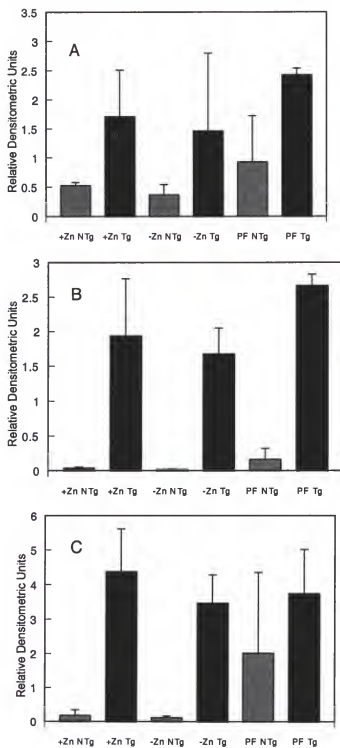 A
Relative Densitometric Units
3.5
3
2.5
2
1.5
1
0.5
0
+Zn NTg +Zn Tg -Zn NTg -Zn Tg PF NTg PF Tg
B
Relative Densitometric Units
3
2.5
2
1.5
1
0.5
0
+Zn NTg +Zn Tg -Zn NTg -Zn Tg PF NTg PF Tg
C
Relative Densitometric Units
6
5
4
3
2
1
0
+Zn NTg +Zn Tg -Zn NTg -Zn Tg PF NTg PF Tg